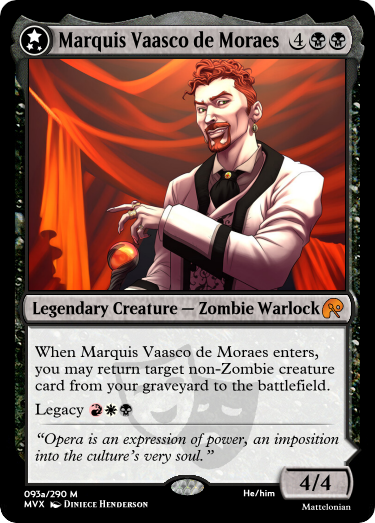 Marquis Vaasco de Moraes 4
Legendary Creature — Zombie Warlock
When Marquis Vaasco de Moraes enters,
you may return target non-Zombie creature
card from your graveyard to the battlefield.
Legacy
“Opera is an expression of power, an imposition
into the culture’s very soul.”
4/4
093a/290 M
He/him
MVX Diniece Henderson
Mattelonian